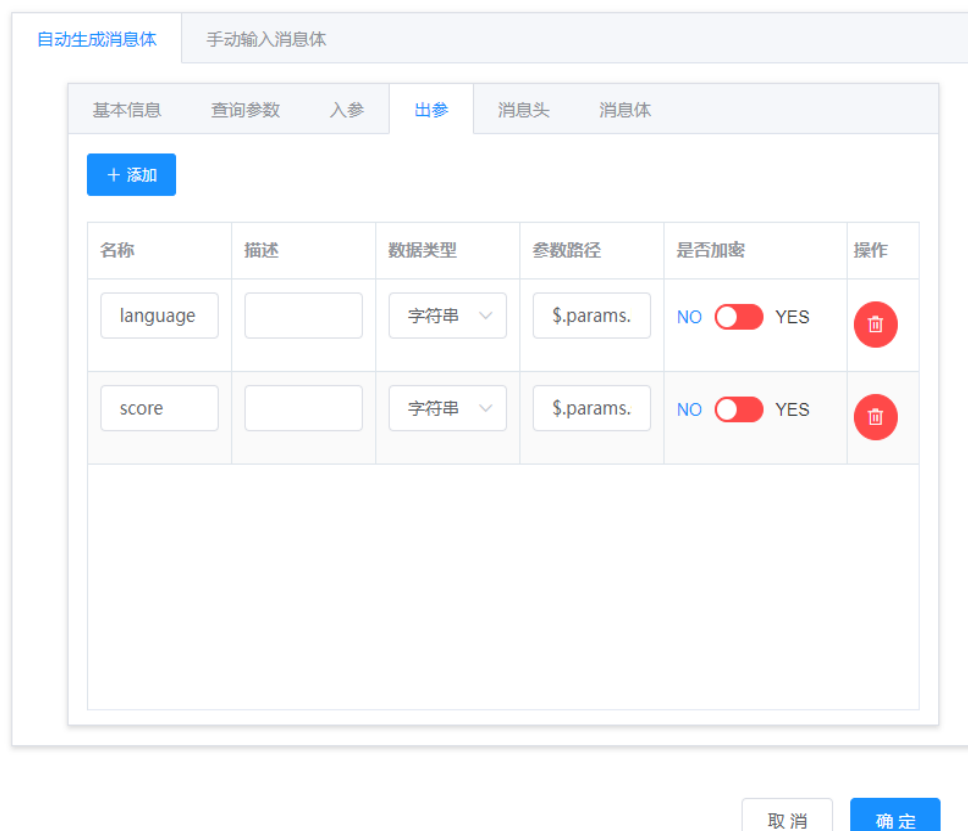 自动生成消息体 手动输入消息体
基本信息 查询参数 入参 出参 消息头 消息体
+ 添加
名称 描述 数据类型 参数路径 是否加密 操作
language 字符串 $.params. NO YES
score 字符串 $.params. NO YES
取 消 确 定